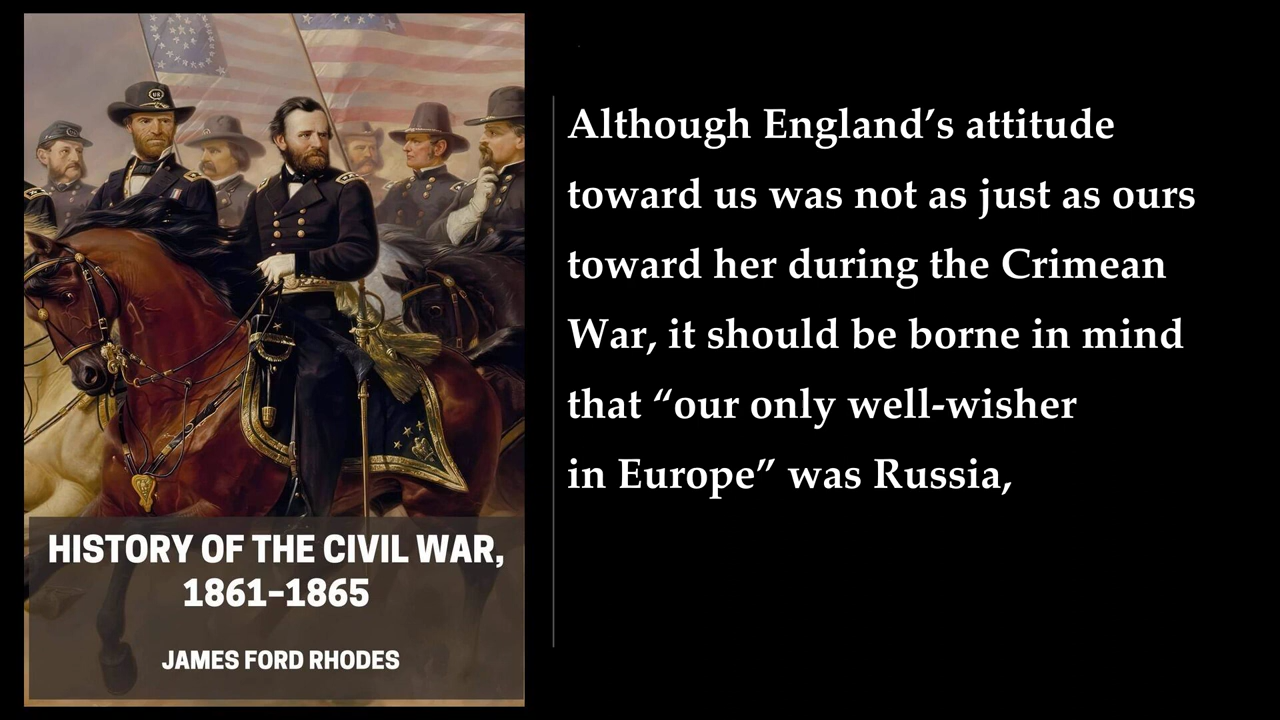 HISTORY OF THE CIVIL WAR,
1861–1865
JAMES FORD RHODES
Although England’s attitude
toward us was not as just as ours
toward her during the Crimean
War, it should be borne in mind
that “our only well-wisher
in Europe” was Russia,